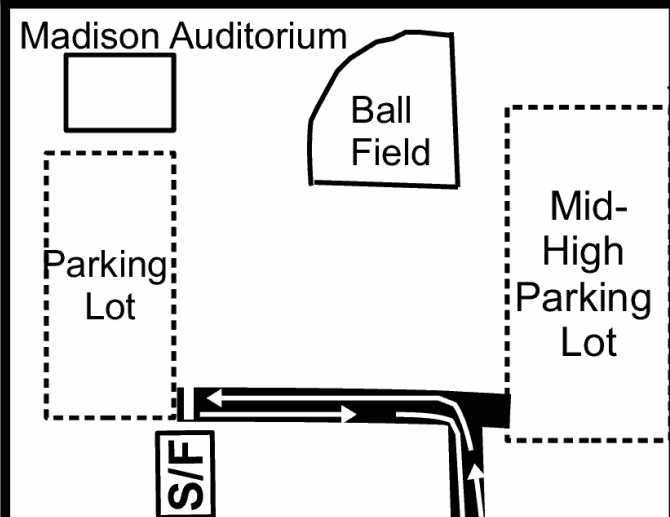 Madison Auditorium
Ball
Field
Mid-
High
Parking
Lot
Parking
Lot
S/F